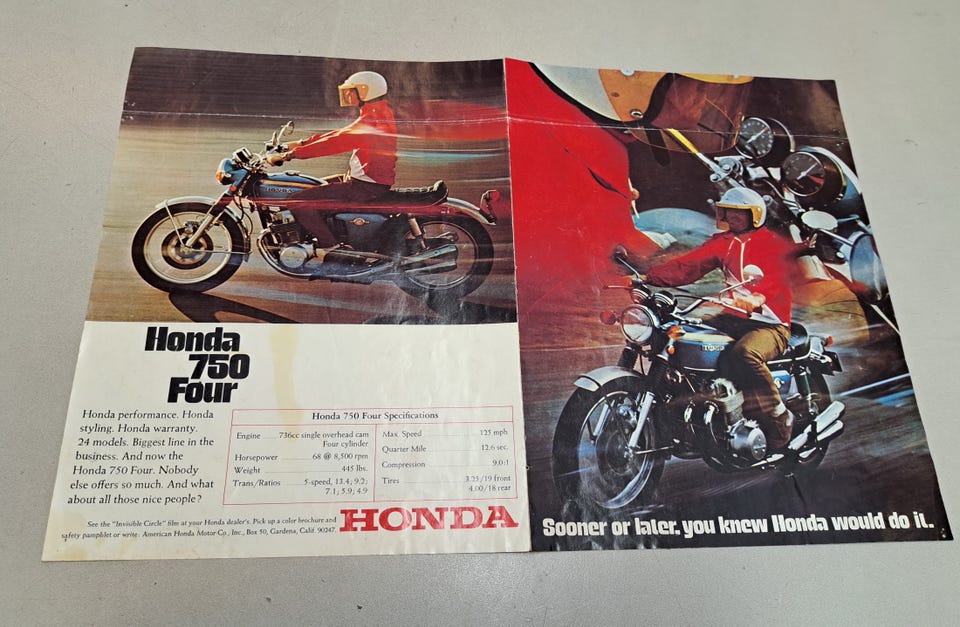 Honda
750
Four
Honda performance. Honda
styling. Honda warranty.
24 models. Biggest line in the
business. And now the
Honda 750 Four. Nobody
else offers so much. And what
about all those nice people?
Honda 750 Four Specifications
Engine 736cc single overhead cam
Four cylinder
Horsepower 68 @ 8,500 rpm
Weight 445 lbs.
Trans/Ratios 5-speed, 13.4; 9.2;
7.1; 5.9; 4.9
Max. Speed 125 mph
Quarter Mile 12.6 sec.
Compression 9.0:1
Tires 3.25/19 front
4.00/18 rear
See the "Invisible Circle" film at your Honda dealer's. Pick up a color brochure and
safety pamphlet or write: American Honda Motor Co., Inc., Box 50, Gardena, Calif. 90247.
HONDA
Sooner or later, you knew Honda would do it.
HONDA